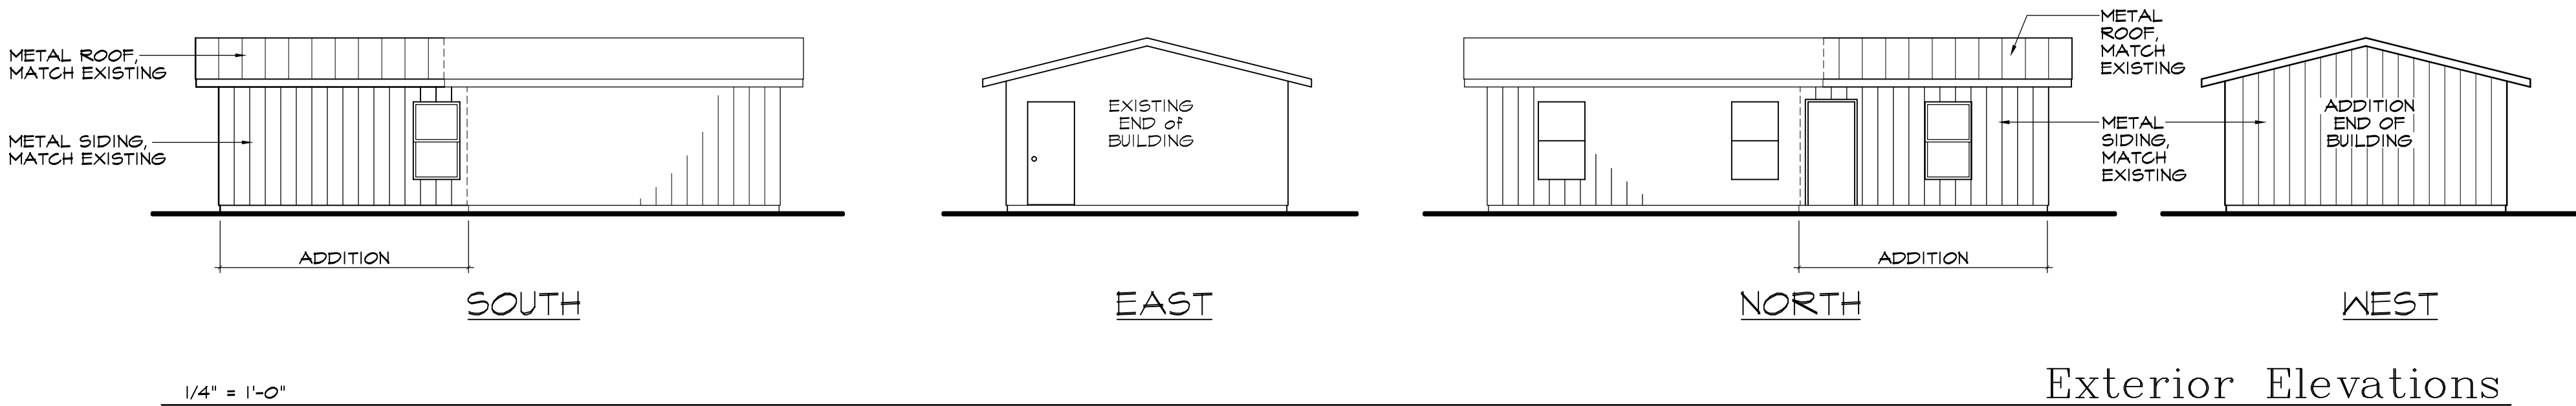 METAL ROOF,
MATCH EXISTING
METAL SIDING,
MATCH EXISTING
ADDITION
SOUTH
EXISTING
END of
BUILDING
EAST
METAL
ROOF,
MATCH
EXISTING
METAL
SIDING,
MATCH
EXISTING
ADDITION
NORTH
ADDITION
END OF
BUILDING
WEST
1/4" = 1'-0"
Exterior Elevations